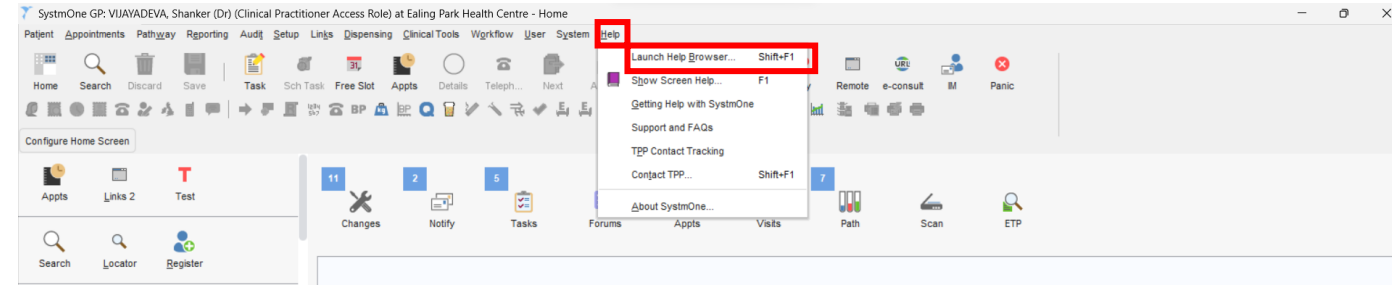 SystmOne GP: VIJAYADEVA, Shanker (Dr) (Clinical Practitioner Access Role) at Ealing Park Health Centre - Home
Patient Appointments Pathway Reporting Audit Setup Links Dispensing Clinical Tools Workflow User System Help
Launch Help Browser... Shift+F1
Home Search Discard Save Task Sch Task Free Slot Appts Details Teleph... Next Remote e-consult IM Panic
Show Screen Help... F1
Getting Help with SystmOne
Support and FAQs
Configure Home Screen
TPP Contact Tracking
Contact TPP... Shift+F1
About SystmOne...
11 2 5 7
Appts Links 2 Test
Changes Notify Tasks Forums Appts Visits Path Scan ETP
Search Locator Register